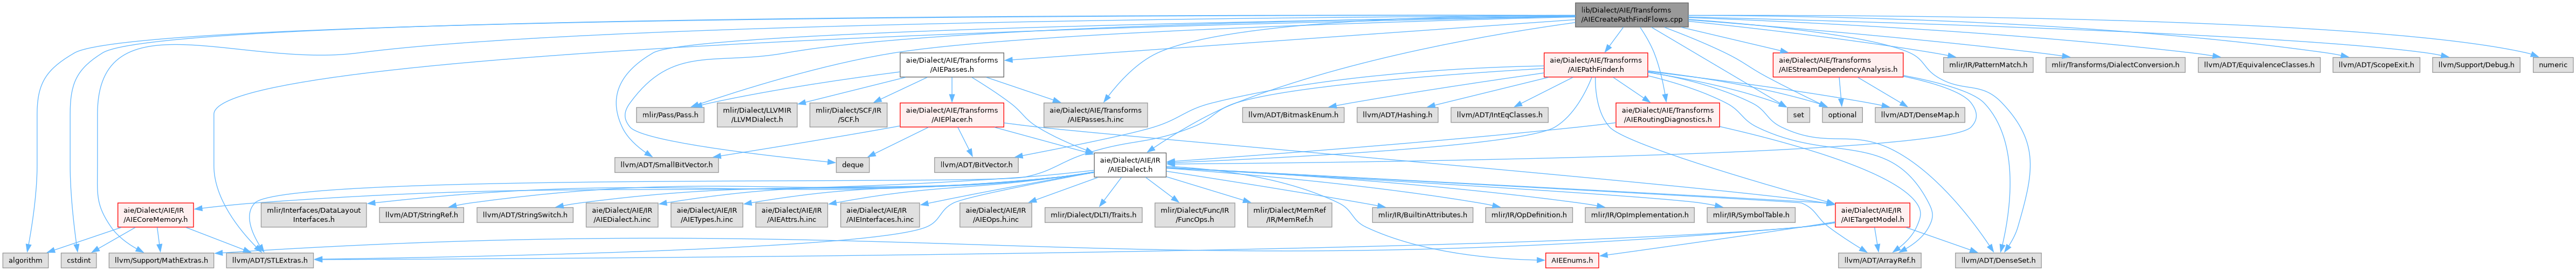 lib/Dialect/AIE/Transforms
/AIECreatePathFindFlows.cpp
aie/Dialect/AIE/Transforms
/AIEPasses.h
aie/Dialect/AIE/Transforms
/AIEPathFinder.h
aie/Dialect/AIE/Transforms
/AIEStreamDependencyAnalysis.h
mlir/IR/PatternMatch.h
mlir/Transforms/DialectConversion.h
llvm/ADT/EquivalenceClasses.h
llvm/ADT/ScopeExit.h
llvm/Support/Debug.h
numeric
mlir/Pass/Pass.h
mlir/Dialect/LLVMIR
/LLVMDialect.h
mlir/Dialect/SCF/IR
/SCF.h
aie/Dialect/AIE/Transforms
/AIEPlacer.h
aie/Dialect/AIE/Transforms
/AIEPasses.h.inc
llvm/ADT/BitmaskEnum.h
llvm/ADT/Hashing.h
llvm/ADT/IntEqClasses.h
aie/Dialect/AIE/Transforms
/AIERoutingDiagnostics.h
set
optional
llvm/ADT/DenseMap.h
llvm/ADT/SmallBitVector.h
deque
llvm/ADT/BitVector.h
aie/Dialect/AIE/IR
/AIEDialect.h
aie/Dialect/AIE/IR
/AIECoreMemory.h
mlir/Interfaces/DataLayout
Interfaces.h
llvm/ADT/StringRef.h
llvm/ADT/StringSwitch.h
aie/Dialect/AIE/IR
/AIEDialect.h.inc
aie/Dialect/AIE/IR
/AIETypes.h.inc
aie/Dialect/AIE/IR
/AIEAttrs.h.inc
aie/Dialect/AIE/IR
/AIEInterfaces.h.inc
aie/Dialect/AIE/IR
/AIEOps.h.inc
mlir/Dialect/DLTI/Traits.h
mlir/Dialect/Func/IR
/FuncOps.h
mlir/Dialect/MemRef
/IR/MemRef.h
mlir/IR/BuiltinAttributes.h
mlir/IR/OpDefinition.h
mlir/IR/OpImplementation.h
mlir/IR/SymbolTable.h
aie/Dialect/AIE/IR
/AIETargetModel.h
algorithm
cstdint
llvm/Support/MathExtras.h
llvm/ADT/STLExtras.h
AIEEnums.h
llvm/ADT/ArrayRef.h
llvm/ADT/DenseSet.h